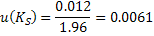 u(K_S) = 0.012/1.96 = 0.0061